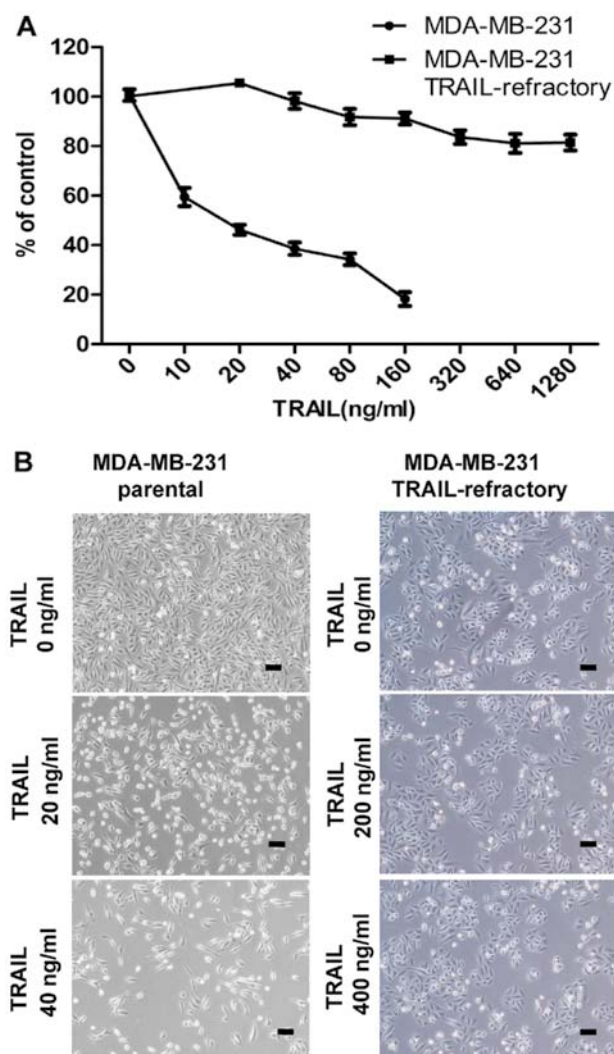 A
MDA-MB-231
MDA-MB-231
TRAIL-refractory
% of control
120
100
80
60
40
20
0
0
10
20
40
80
160
320
640
1280
TRAIL(ng/ml)
B
MDA-MB-231
parental
MDA-MB-231
TRAIL-refractory
TRAIL
0 ng/ml
TRAIL
0 ng/ml
TRAIL
20 ng/ml
TRAIL
200 ng/ml
TRAIL
40 ng/ml
TRAIL
400 ng/ml